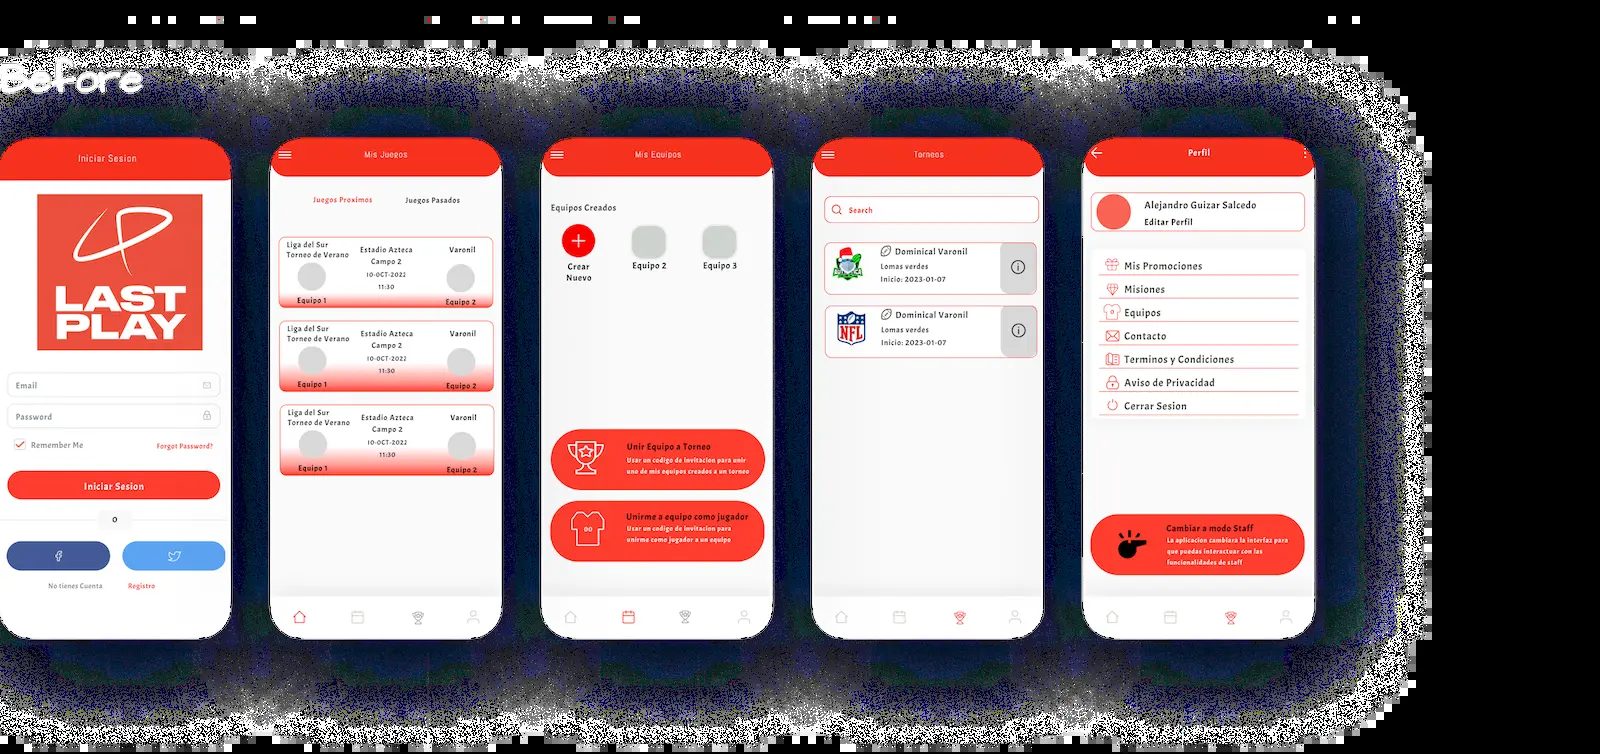 Before
Iniciar Sesion
LAST
PLAY
Email
Password
Remember Me
Forgot Password?
Iniciar Sesion
O
No tienes Cuenta
Registro
Mis Juegos
Juegos Proximos
Juegos Pasados
Liga del Sur
Torneo de Verano
Equipo 1
Estadio Azteca
Campo 2
10-OCT-2022
11:30
Varonil
Equipo 2
Liga del Sur
Torneo de Verano
Equipo 1
Estadio Azteca
Campo 2
10-OCT-2022
11:30
Varonil
Equipo 2
Liga del Sur
Torneo de Verano
Equipo 1
Estadio Azteca
Campo 2
10-OCT-2022
11:30
Varonil
Equipo 2
Mis Equipos
Equipos Creados
Crear
Nuevo
Equipo 2
Equipo 3
Unir Equipo a Torneo
Usar un codigo de invitacion para unir
uno de mis equipos creados a un torneo
00
Unirme a equipo como jugador
Usar un codigo de invitacion para
unirme como jugador a un equipo
Torneos
Search
Dominical Varonil
Lomas verdes
Inicio: 2023-01-07
NFL
Dominical Varonil
Lomas verdes
Inicio: 2023-01-07
Perfil
Alejandro Guizar Salcedo
Editar Perfil
Mis Promociones
Misiones
Equipos
Contacto
Terminos y Condiciones
Aviso de Privacidad
Cerrar Sesion
Cambiar a modo Staff
La aplicacion cambiara la interfaz para
que puedas interactuar con las
funcionalidades de staff